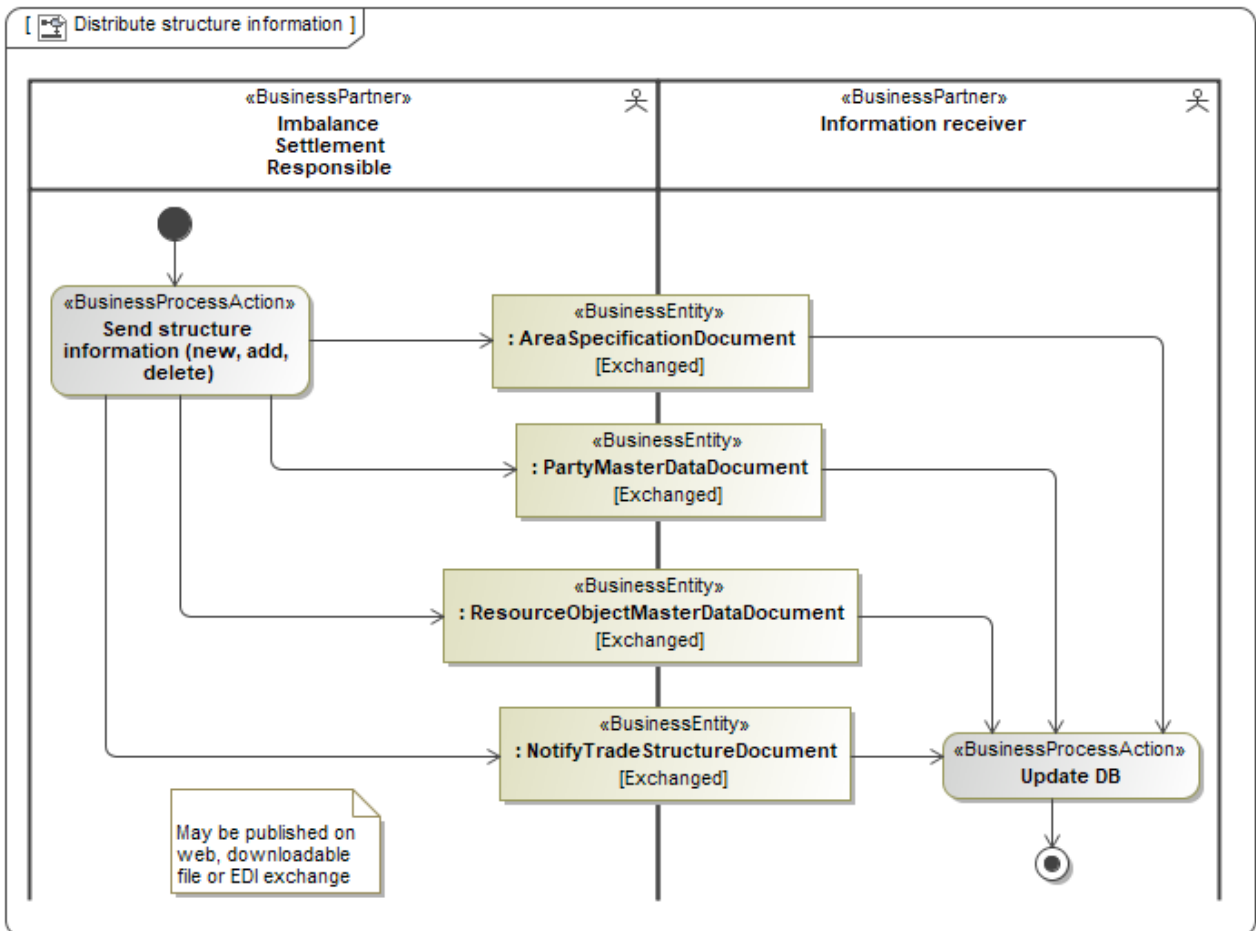 [ Distribute structure information ]
«BusinessPartner»
Imbalance
Settlement
Responsible
«BusinessPartner»
Information receiver
«BusinessProcessAction»
Send structure
information (new, add,
delete)
«BusinessEntity»
: AreaSpecificationDocument
[Exchanged]
«BusinessEntity»
: PartyMasterDataDocument
[Exchanged]
«BusinessEntity»
: ResourceObjectMasterDataDocument
[Exchanged]
«BusinessEntity»
: NotifyTradeStructureDocument
[Exchanged]
«BusinessProcessAction»
Update DB
May be published on
web, downloadable
file or EDI exchange